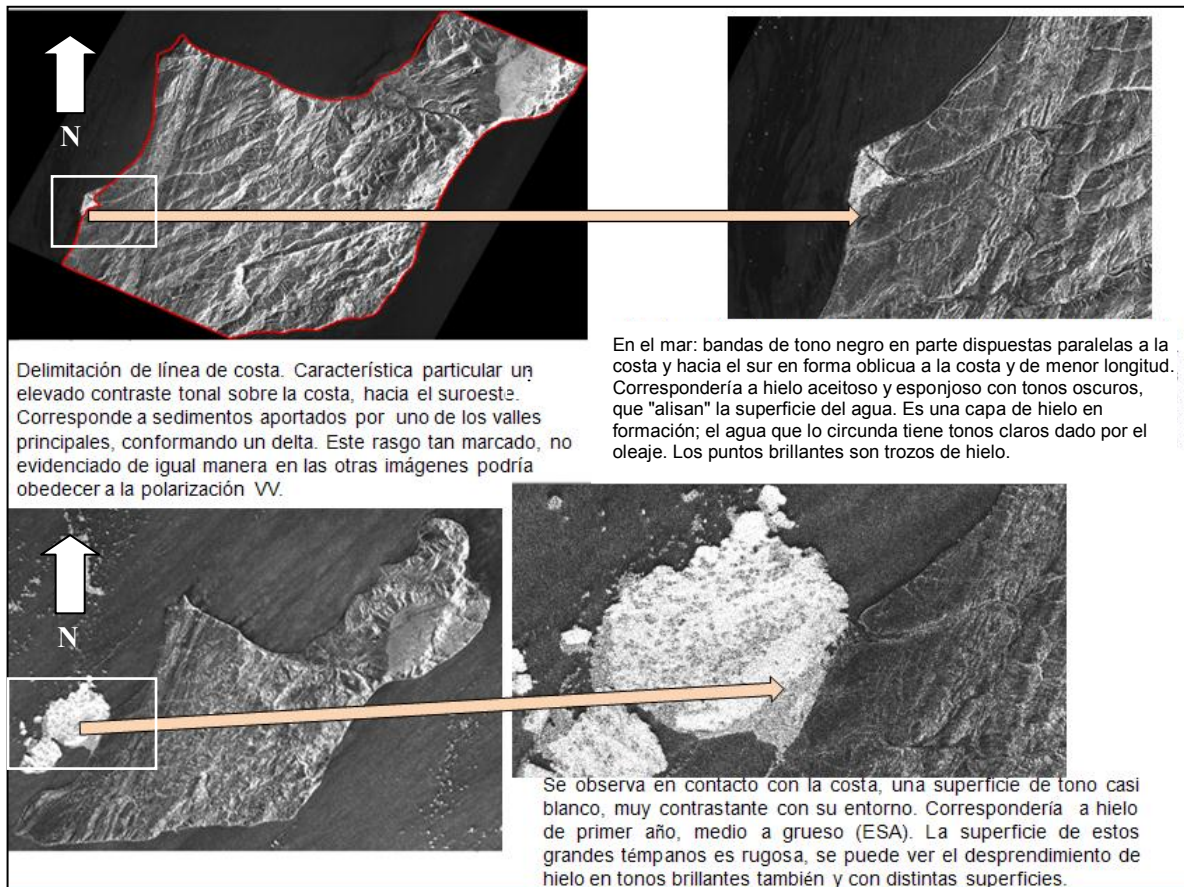 N
Delimitación de línea de costa. Característica particular un
elevado contraste tonal sobre la costa, hacia el suroeste.
Corresponde a sedimentos aportados por uno de los valles
principales, conformando un delta. Este rasgo tan marcado, no
evidenciado de igual manera en las otras imágenes podría
obedecer a la polarización VV.
En el mar: bandas de tono negro en parte dispuestas paralelas a la
costa y hacia el sur en forma oblicua a la costa y de menor longitud.
Correspondería a hielo aceitoso y esponjoso con tonos oscuros,
que "alisan" la superficie del agua. Es una capa de hielo en
formación; el agua que lo circunda tiene tonos claros dado por el
oleaje. Los puntos brillantes son trozos de hielo.
N
Se observa en contacto con la costa, una superficie de tono casi
blanco, muy contrastante con su entorno. Correspondería a hielo
de primer año, medio a grueso (ESA). La superficie de estos
grandes témpanos es rugosa, se puede ver el desprendimiento de
hielo en tonos brillantes también y con distintas superficies.